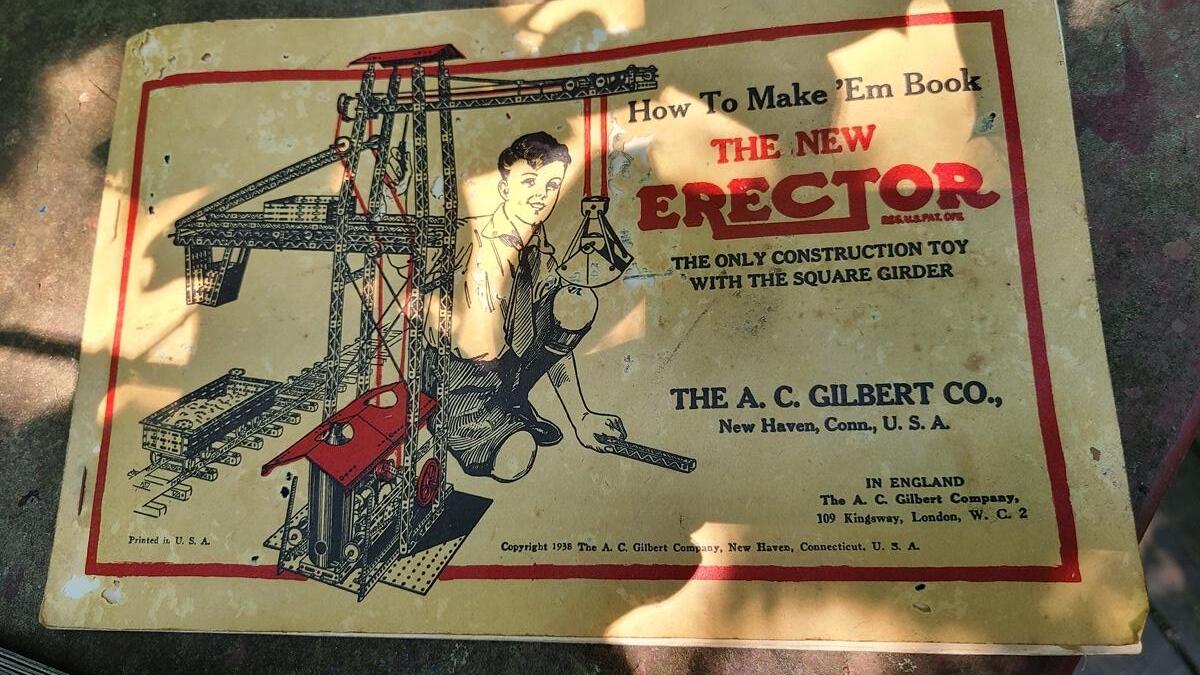 How To Make 'Em Book
THE NEW
ERECTOR
REG.U.S.PAT. OFF.
THE ONLY CONSTRUCTION TOY
WITH THE SQUARE GIRDER
THE A. C. GILBERT CO.,
New Haven, Conn., U. S. A.
IN ENGLAND
The A. C. Gilbert Company,
109 Kingsway, London, W. C. 2
Printed in U. S. A.
Copyright 1938 The A. C. Gilbert Company, New Haven, Connecticut, U. S. A.